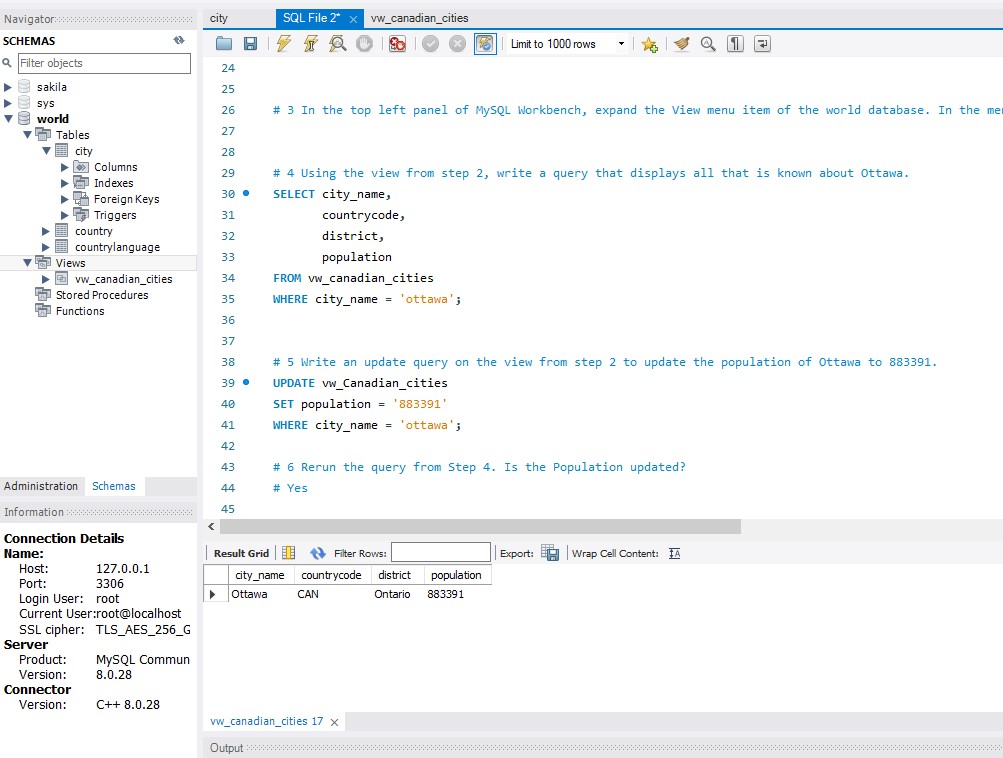 Navigator
SCHEMAS
Filter objects
sakila
sys
world
Tables
city
Columns
Indexes
Foreign Keys
Triggers
country
countrylanguage
Views
vw_canadian_cities
Stored Procedures
Functions
Administration Schemas
Information
Connection Details
Name:
Host: 127.0.0.1
Port: 3306
Login User: root
Current User:root@localhost
SSL cipher: TLS_AES_256_G
Server
Product: MySQL Commun
Version: 8.0.28
Connector
Version: C++ 8.0.28
city SQL File 2* vw_canadian_cities
Limit to 1000 rows
24
25
26 # 3 In the top left panel of MySQL Workbench, expand the View menu item of the world database. In the me
27
28
29 # 4 Using the view from step 2, write a query that displays all that is known about Ottawa.
30 SELECT city_name,
31 countrycode,
32 district,
33 population
34 FROM vw_canadian_cities
35 WHERE city_name = 'ottawa';
36
37
38 # 5 Write an update query on the view from step 2 to update the population of Ottawa to 883391.
39 UPDATE vw_Canadian_cities
40 SET population = '883391'
41 WHERE city_name = 'ottawa';
42
43 # 6 Rerun the query from Step 4. Is the Population updated?
44 # Yes
45
Result Grid Filter Rows: Export: Wrap Cell Content:
city_name countrycode district population
Ottawa CAN Ontario 883391
vw_canadian_cities 17
Output